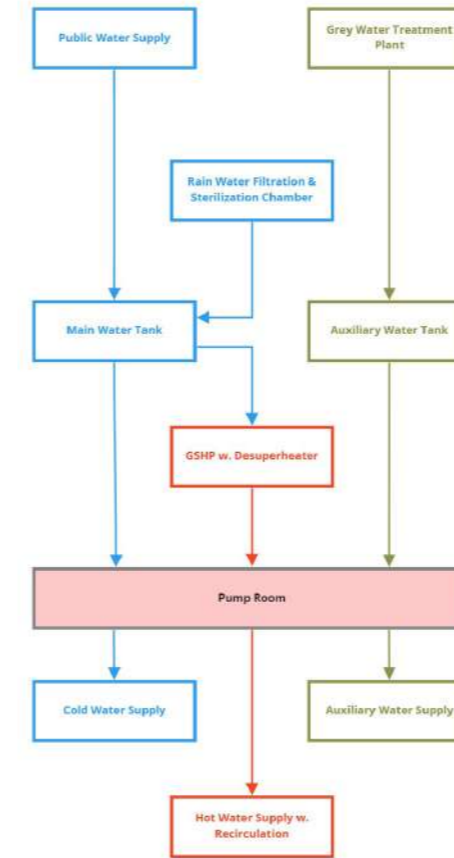 Public Water Supply
Grey Water Treatment
Plant
Rain Water Filtration &
Sterilization Chamber
Main Water Tank
Auxiliary Water Tank
GSHP w. Desuperheater
Pump Room
Cold Water Supply
Auxiliary Water Supply
Hot Water Supply w.
Recirculation